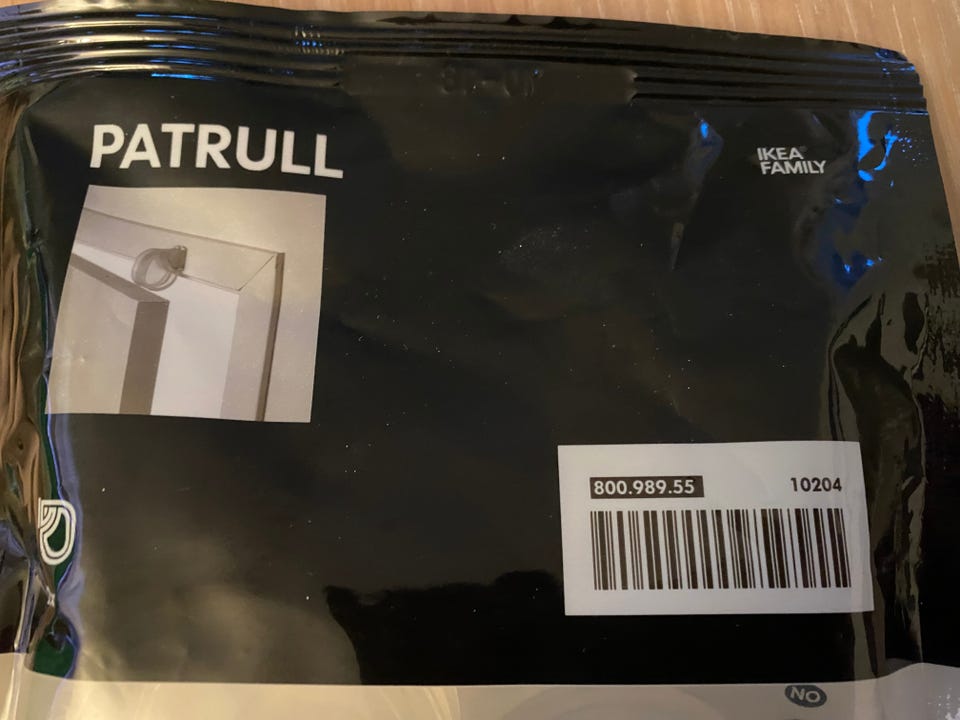 PATRULL
IKEA
FAMILY
800.989.55 10204
NO